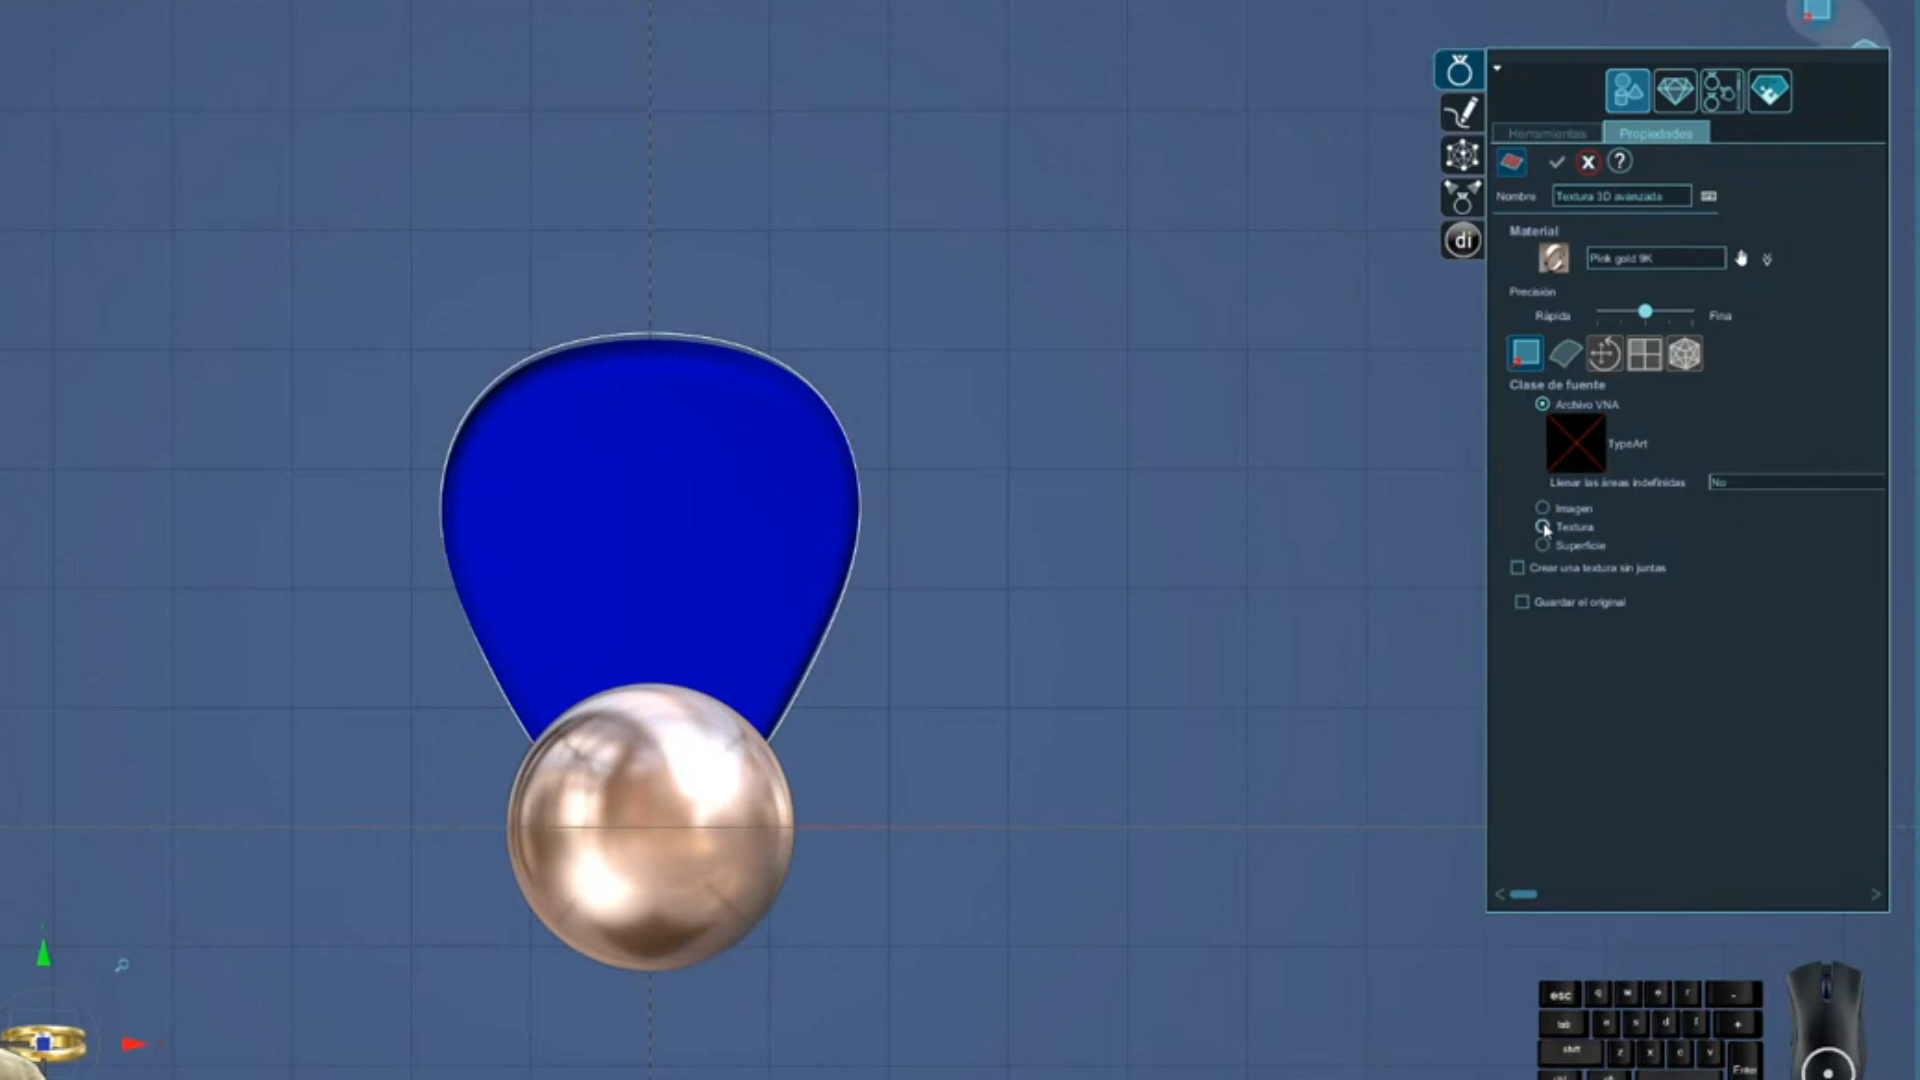 Herramientas Propiedades
?
Nombre Textura 3D avanzada
Material
Pink gold 9K
Precisión
Rápida Fina
Clase de fuente
Archivo VNA
TypeArt
Llenar las áreas indefinidas No
Imagen
Textura
Superficie
Crear una textura sin juntas
Guardar el original
di
esc q w e r -
tab a s d f +
shift z x c v Enter